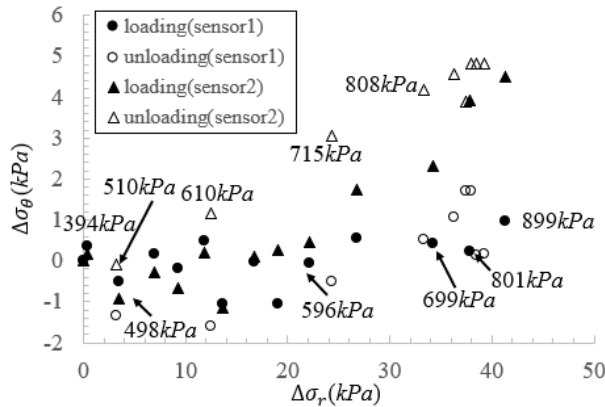 6
5
4
3
2
1
0
-1
-2
Δσθ(kPa)
loading(sensor1)
unloading(sensor1)
loading(sensor2)
unloading(sensor2)
808kPa
715kPa
510kPa
610kPa
394kPa
899kPa
801kPa
699kPa
596kPa
498kPa
0
10
20
30
40
50
Δσr(kPa)